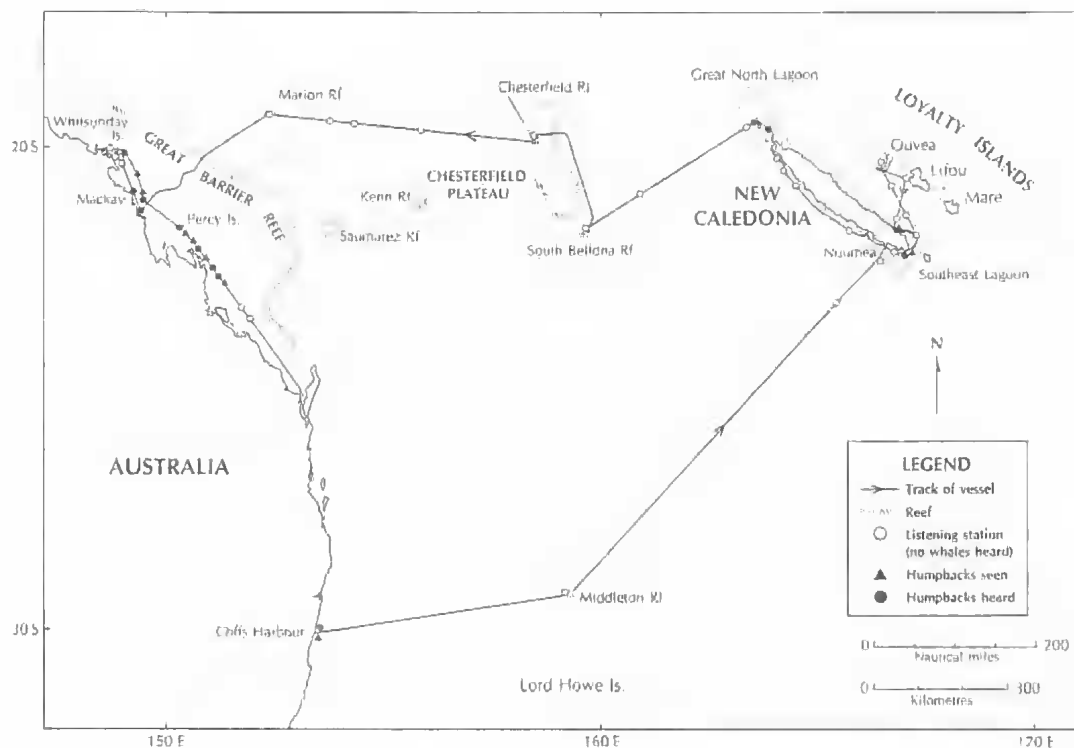 Great North Lagoon
Chesterfield Rf
Marion Rf
Whitsunday
Is.
GREAT
BARRIER
REEF
LOYALTY ISLANDS
20S
Ouvea
Lifou
Mare
CHESTERFIELD
PLATEAU
Kenn Rf
NEW
CALEDONIA
Mackay
Percy Is.
Saumarez Rf
South Bellona Rf
Noumea
Southeast Lagoon
N
AUSTRALIA
LEGEND
Track of vessel
Reef
Listening station
(no whales heard)
Humpbacks seen
Humpbacks heard
Middleton Rf
30S
Coffs Harbour
0 200
Nautical miles
Lord Howe Is.
0 300
Kilometres
150 E
160 E